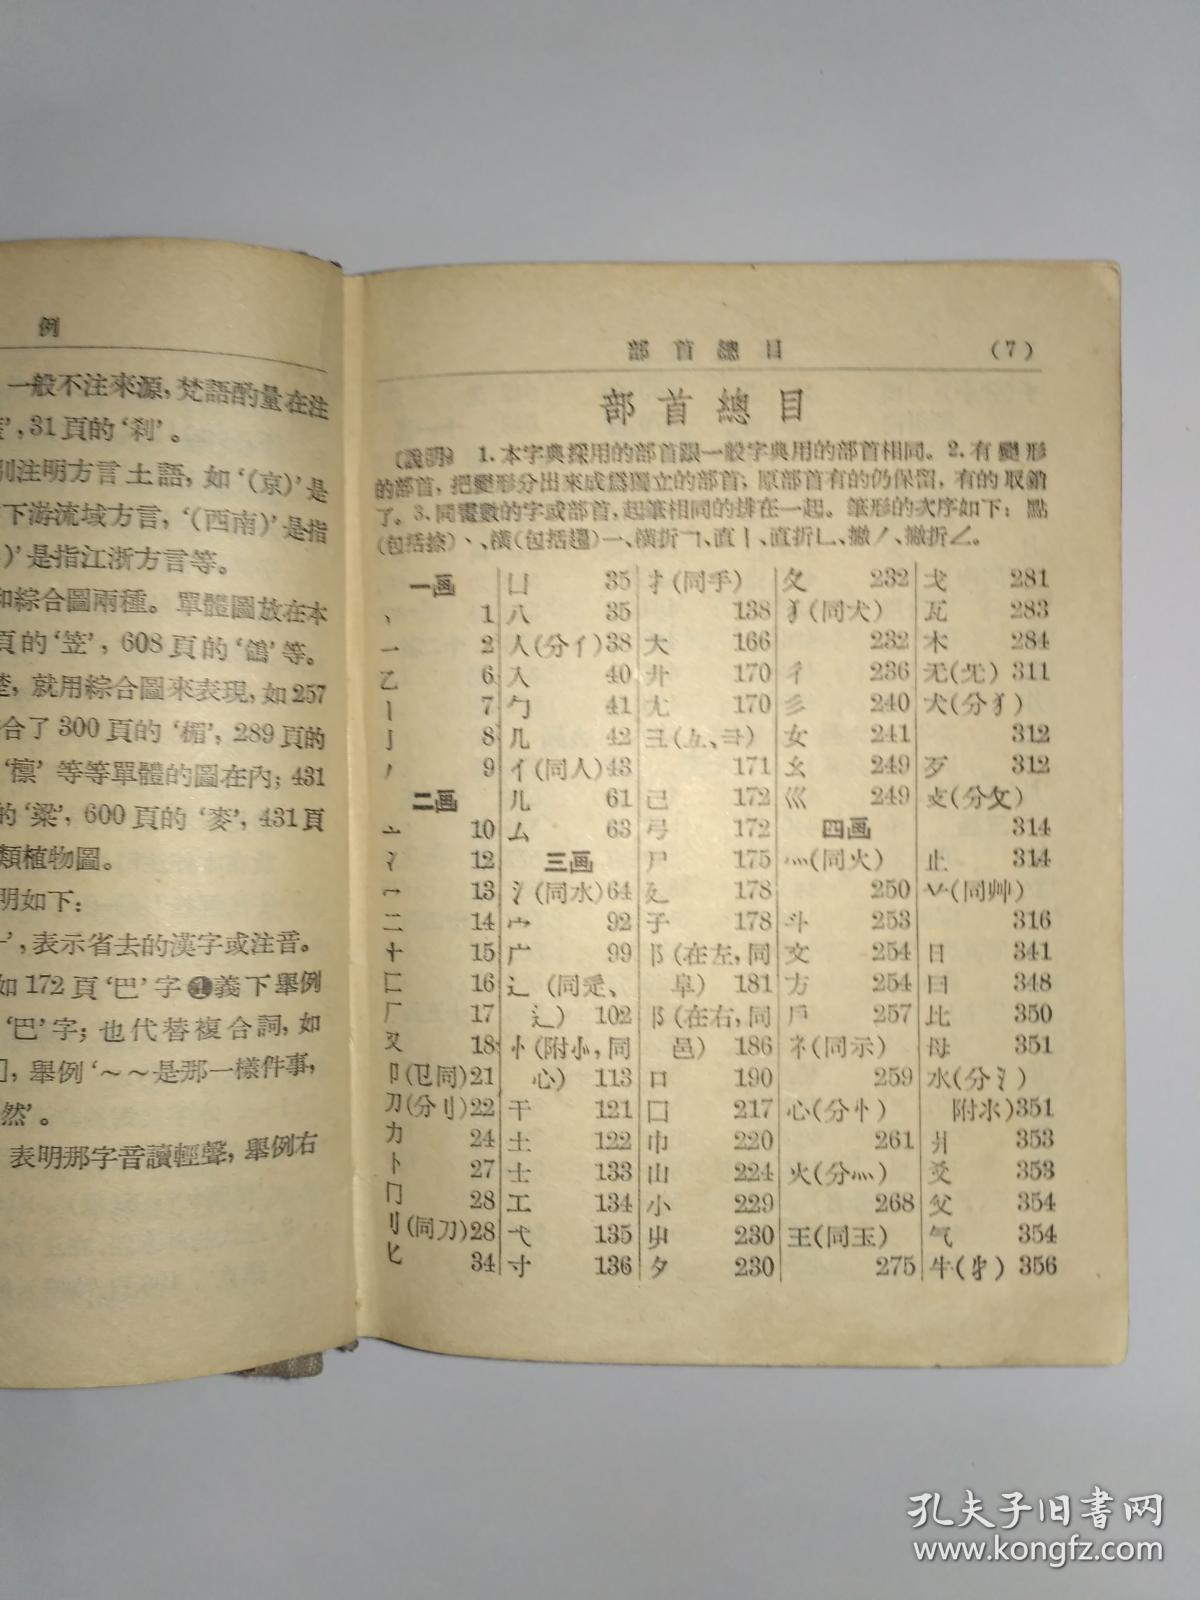 例
一般不注來源，梵語酌量在注
，31頁的‘刹’。
別注明方言土語，如‘(京)’是
下游流域方言，‘(西南)’是指
)’是指江浙方言等。
和綜合圖兩種。單體圖放在本
頁的‘笠’，608頁的‘鴿’等。
，就用綜合圖來表現，如257
合了300頁的‘楣’，289頁的
‘檩’等等單體的圖在內；431
的‘粱’，600頁的‘麥’，431頁
類植物圖。
明如下：
’，表示省去的漢字或注音。
如172頁‘巴’字❶義下舉例
‘巴’字；也代替複合詞，如
〕，舉例‘～～是那一樣件事，
然’。
表明那字音讀輕聲，舉例右
部首總目 (7)
部首總目
〔說明〕 1.本字典採用的部首跟一般字典用的部首相同。2.有變形
的部首，把變形分出來成爲獨立的部首；原部首有的仍保留，有的取銷
了。3.同畫數的字或部首，起筆相同的排在一起。筆形的次序如下：點
(包括捺)丶、橫(包括趯)一、橫折乛、直丨、直折乚、撇丿、撇折𠃋。
一画
丶 1
一 2
乙 6
丨 7
亅 8
丿 9
二画
亠 10
冫 12
冖 13
二 14
十 15
匚 16
厂 17
又 18
卩(㔾同)21
刀(分刂)22
力 24
卜 27
冂 28
刂(同刀)28
匕 34
凵 35
八 35
人(分亻)38
入 40
勹 41
几 42
亻(同人)43
儿 61
厶 63
三画
氵(同水)64
宀 92
广 99
辶(同辵、
辶) 102
忄(附⺗，同
心) 113
干 121
土 122
士 133
工 134
弋 135
寸 136
扌(同手)
138
大 166
廾 170
尢 170
彐(彑、⺕)
171
己 172
弓 172
尸 175
廴 178
子 178
阝(在左，同
阜) 181
阝(在右，同
邑) 186
口 190
囗 217
巾 220
山 224
小 229
屮 230
夕 230
夂 232
犭(同犬)
232
彳 236
彡 240
女 241
幺 249
巛 249
四画
灬(同火)
250
斗 253
文 254
方 254
戶 257
礻(同示)
259
心(分忄)
261
火(分灬)
268
王(同玉)
275
戈 281
瓦 283
木 284
无(旡) 311
犬(分犭)
312
歹 312
攴(分攵)
314
止 314
䒑(同艸)
316
日 341
曰 348
比 350
母 351
水(分氵)
附氺)351
爿 353
爻 353
父 354
气 354
牛(牜) 356
孔夫子旧书网
www.kongfz.com